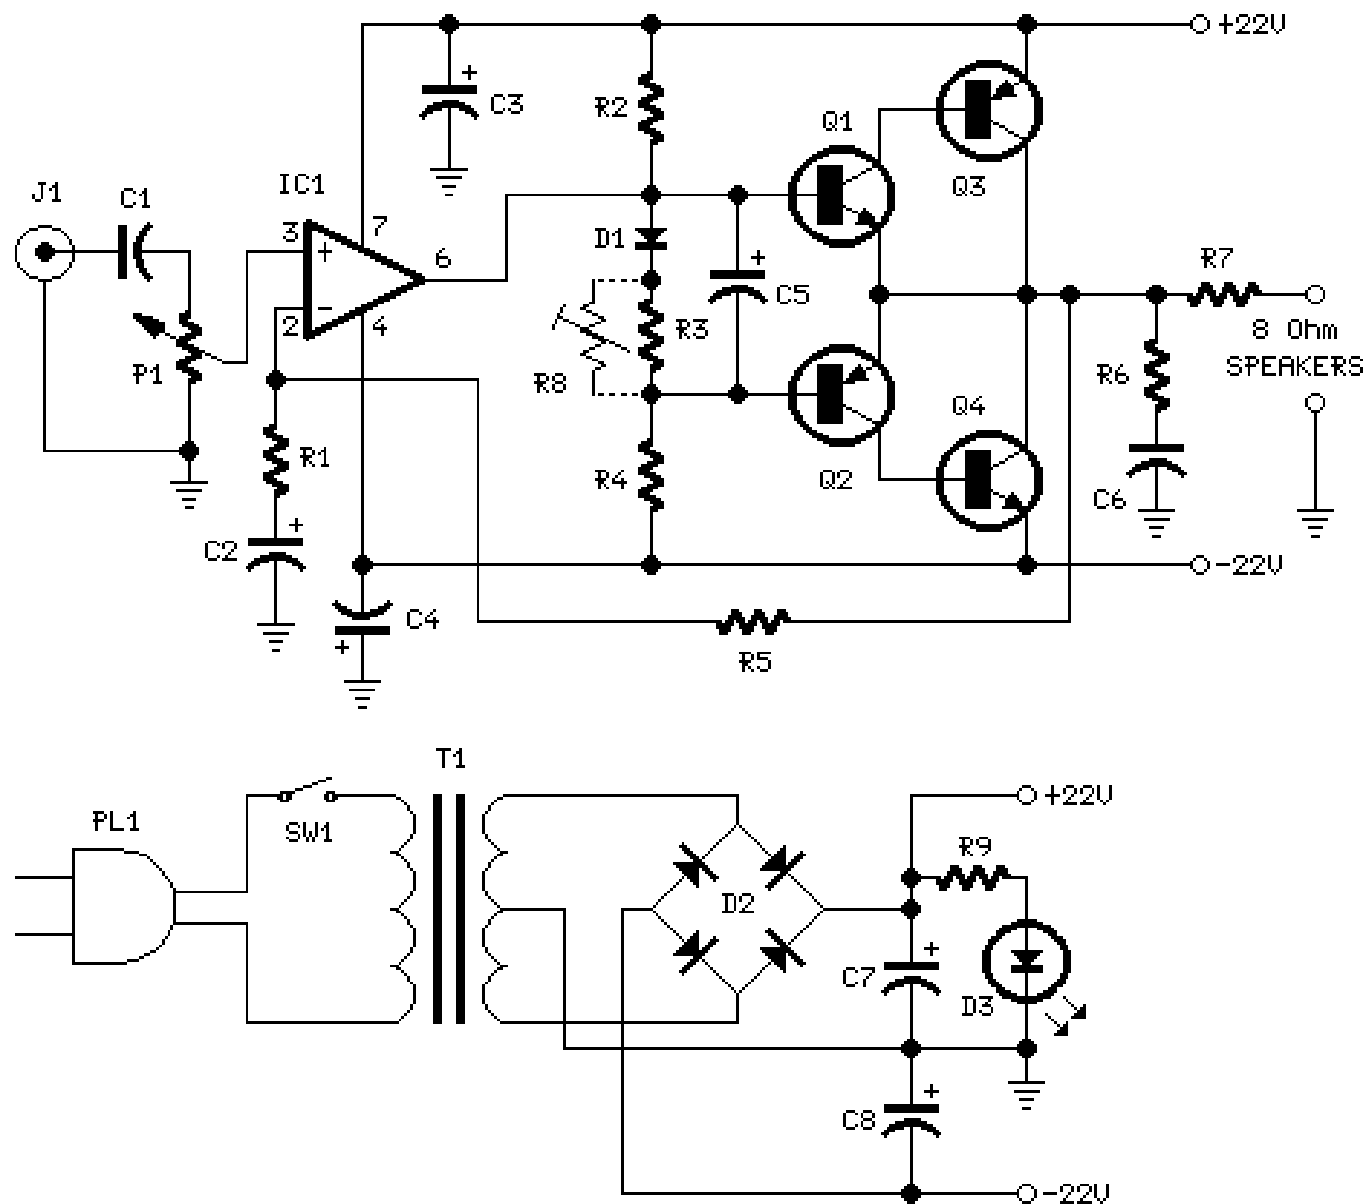 +22V
C3
R2
Q1
Q3
J1
C1
IC1
3
+
7
6
2
-
4
D1
+
C5
R7
8 Ohm
SPEAKERS
P1
R3
R8
R6
Q4
R1
R4
Q2
C6
+
C2
-22V
C4
+
R5
T1
PL1
SW1
+22V
R9
D2
+
C7
D3
+
C8
-22V